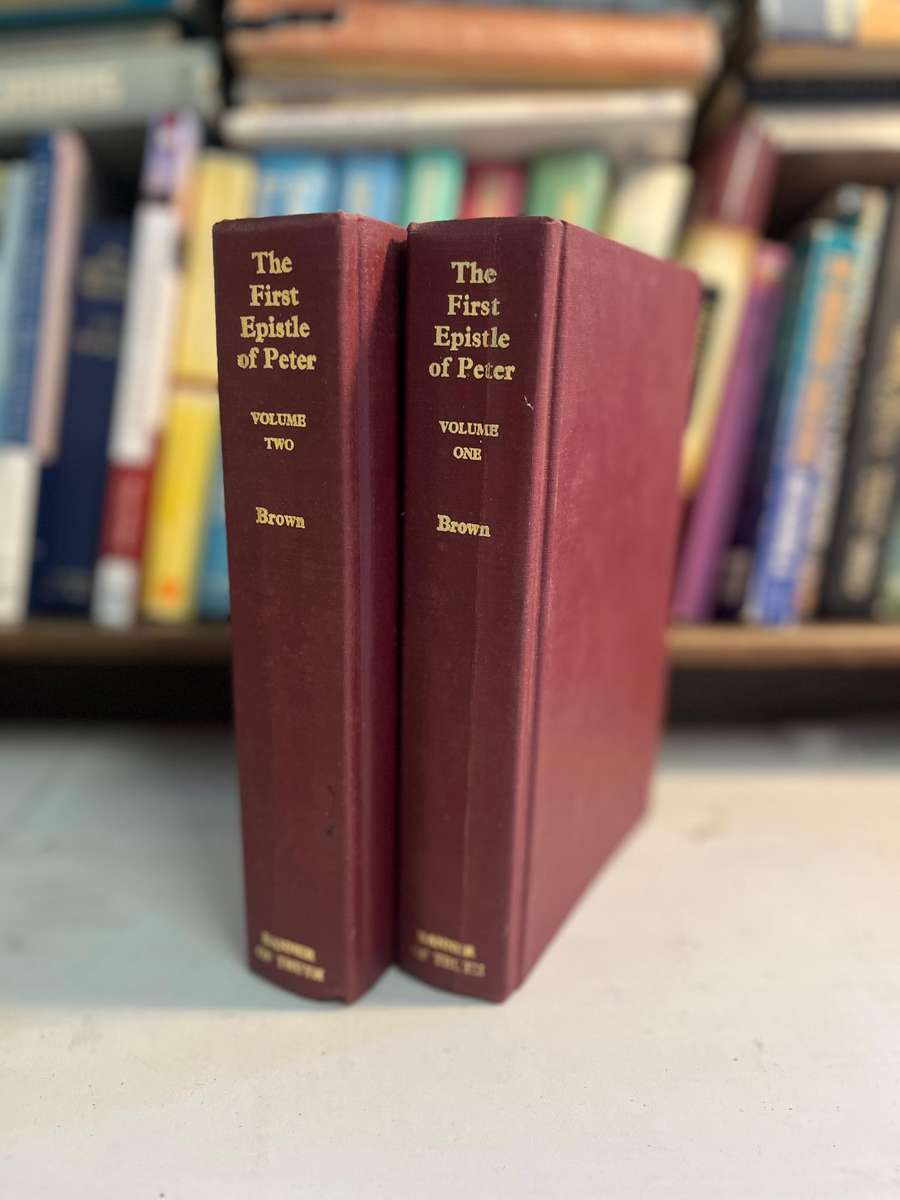 The
First
Epistle
of Peter
VOLUME
TWO
Brown
BANNER
OF TRUTH
The
First
Epistle
of Peter
VOLUME
ONE
Brown
BANNER
OF TRUTH